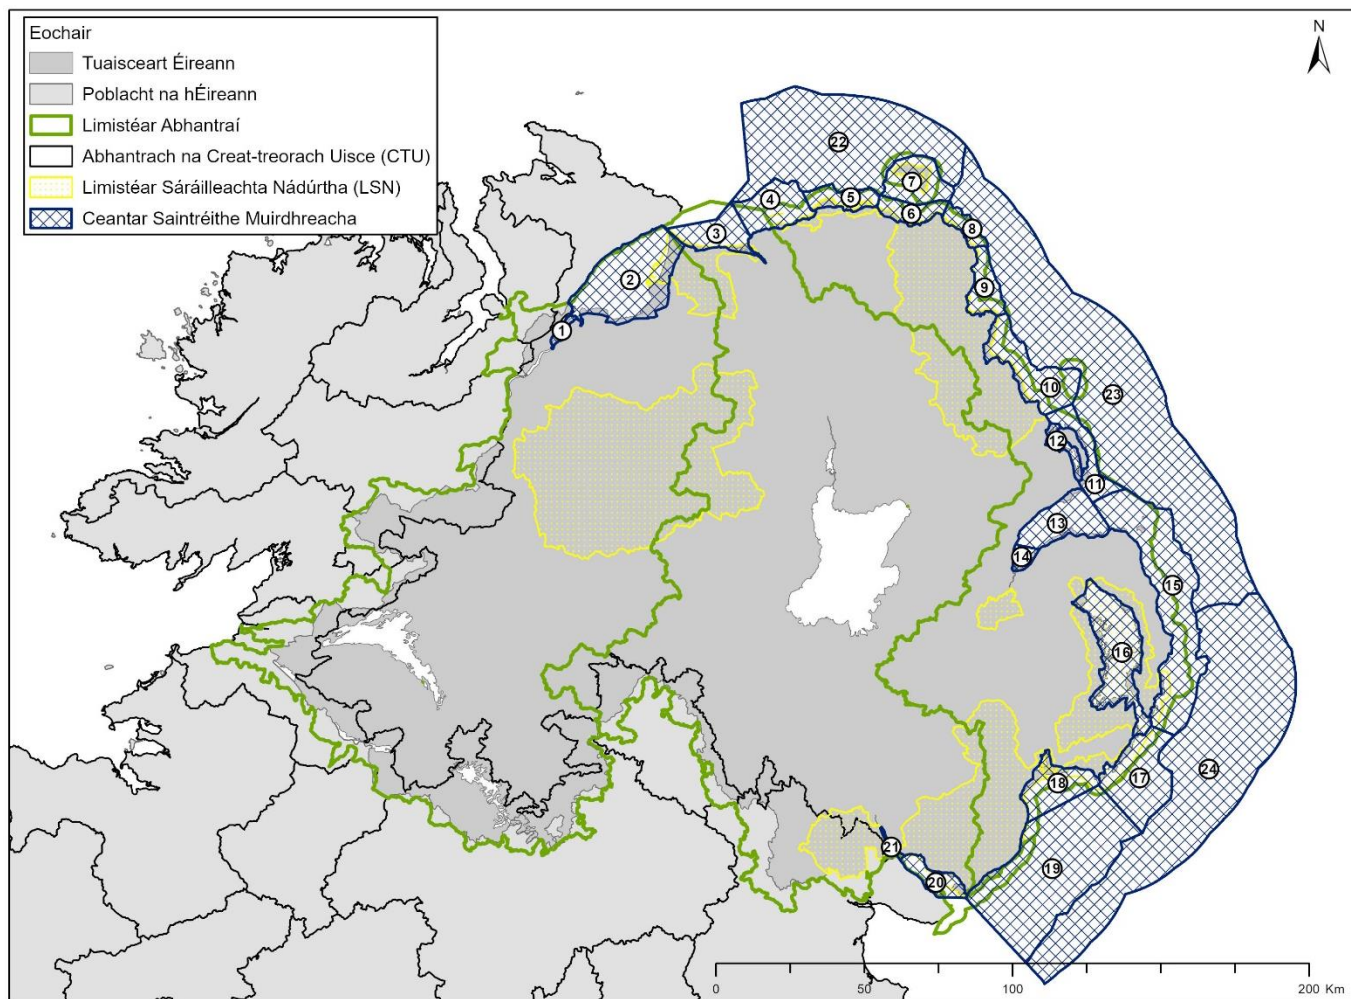 Eochair
Tuaisceart Éireann
Poblacht na hÉireann
Limistéar Abhantraí
Abhantrach na Creat-treorach Uisce (CTU)
Limistéar Sáráilleachta Nádúrtha (LSN)
Ceantar Saintréithe Muirdhreacha
N
22
7
4
5
6
3
8
2
9
1
10
23
12
11
13
14
15
16
24
17
18
21
19
20
0 50 100 200 Km